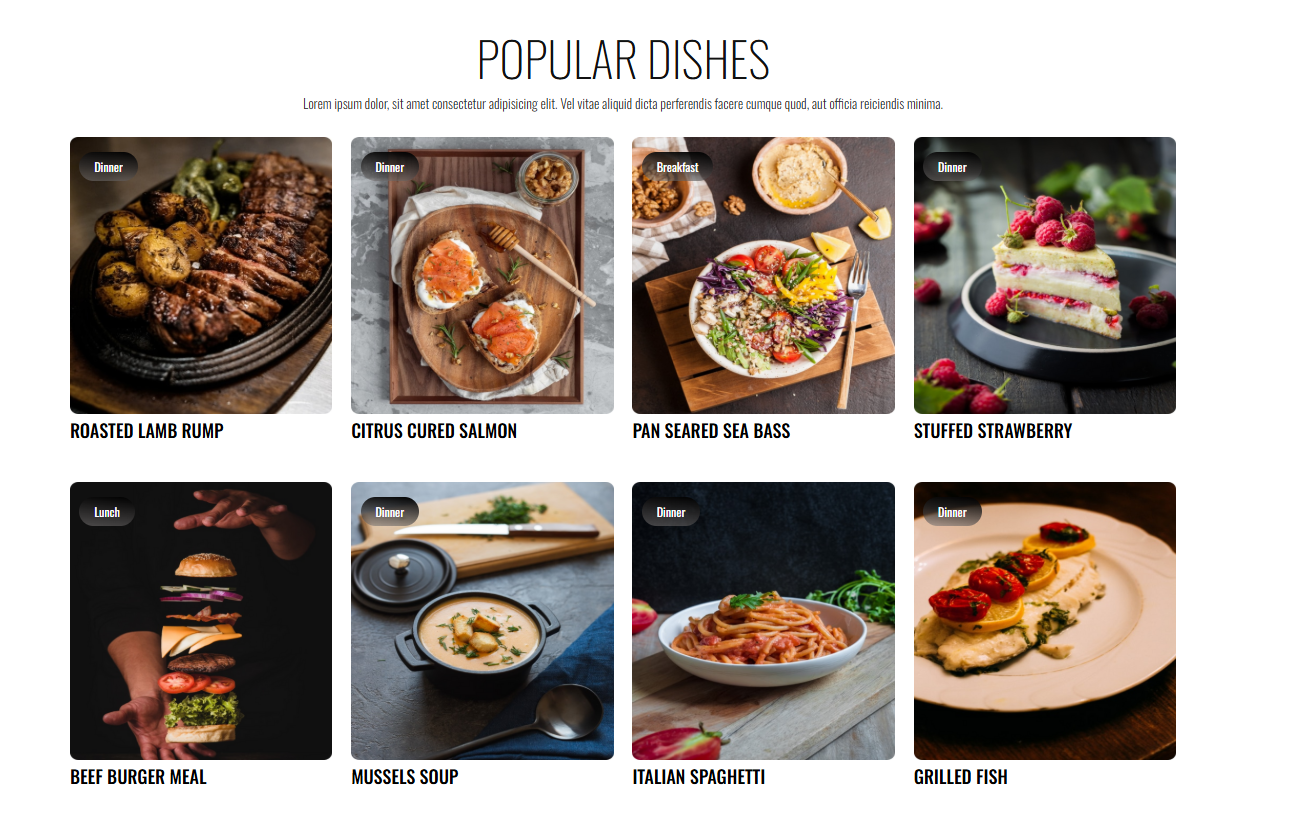 POPULAR DISHES
Lorem ipsum dolor, sit amet consectetur adipisicing elit. Vel vitae aliquid dicta perferendis facere cumque quod, aut officia reiciendis minima.
Dinner
Dinner
Breakfast
Dinner
ROASTED LAMB RUMP
CITRUS CURED SALMON
PAN SEARED SEA BASS
STUFFED STRAWBERRY
Lunch
Dinner
Dinner
Dinner
BEEF BURGER MEAL
MUSSELS SOUP
ITALIAN SPAGHETTI
GRILLED FISH